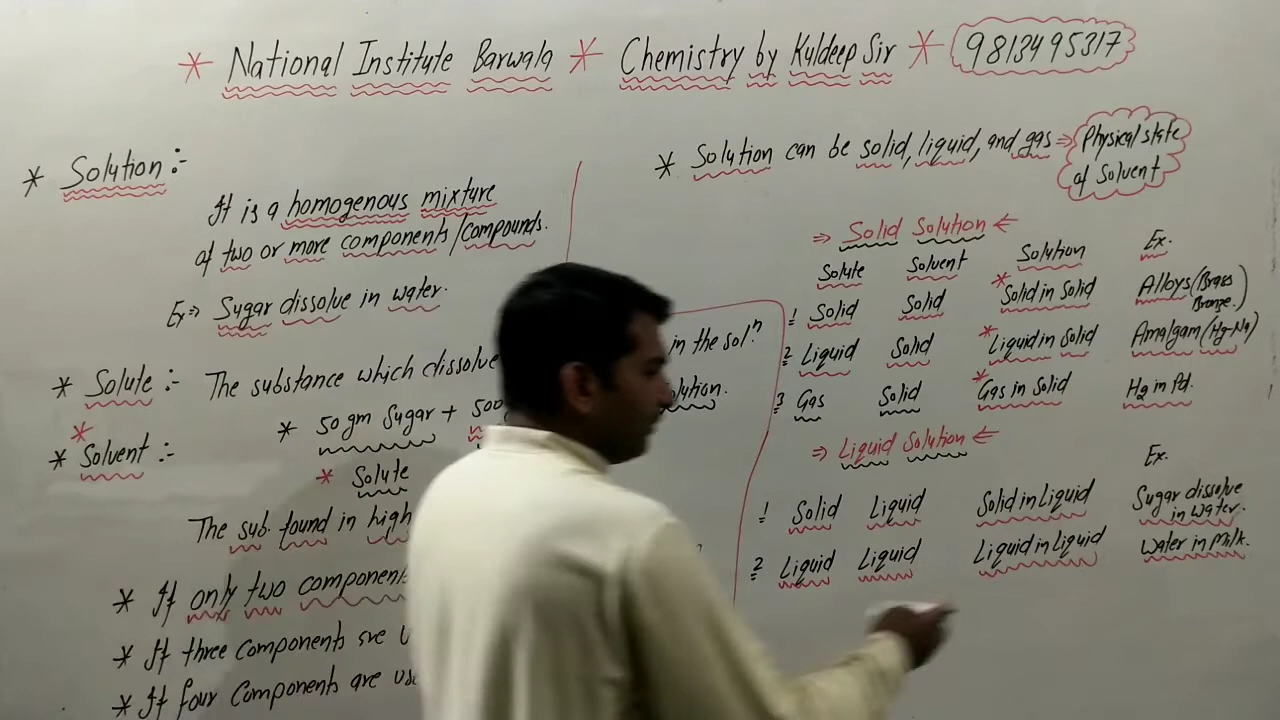 * National Institute Barwala * Chemistry by Kuldeep Sir * 9813495317
* Solution :-
It is a homogenous mixture
of two or more components/compounds.
Ex ⇒ Sugar dissolve in water.
* Solute :- The substance which dissolve in the solⁿ.
* 50 gm Sugar + 500
* Solute
* Solvent :-
The sub. found in high
* If only two component
* If three components are u
* If four components are us
* Solution can be solid, liquid, and gas ⇒ Physical state
of Solvent
⇒ Solid Solution ⇐
Solute Solvent Solution Ex.
1 Solid Solid * Solid in Solid Alloys (Brass
Bronze.)
2 Liquid Solid * Liquid in Solid Amalgam (Hg-Na)
3 Gas Solid * Gas in Solid H2 in Pd.
⇒ Liquid Solution ⇐
Ex.
1 Solid Liquid Solid in Liquid Sugar dissolve
in water.
2 Liquid Liquid Liquid in Liquid Water in Milk.